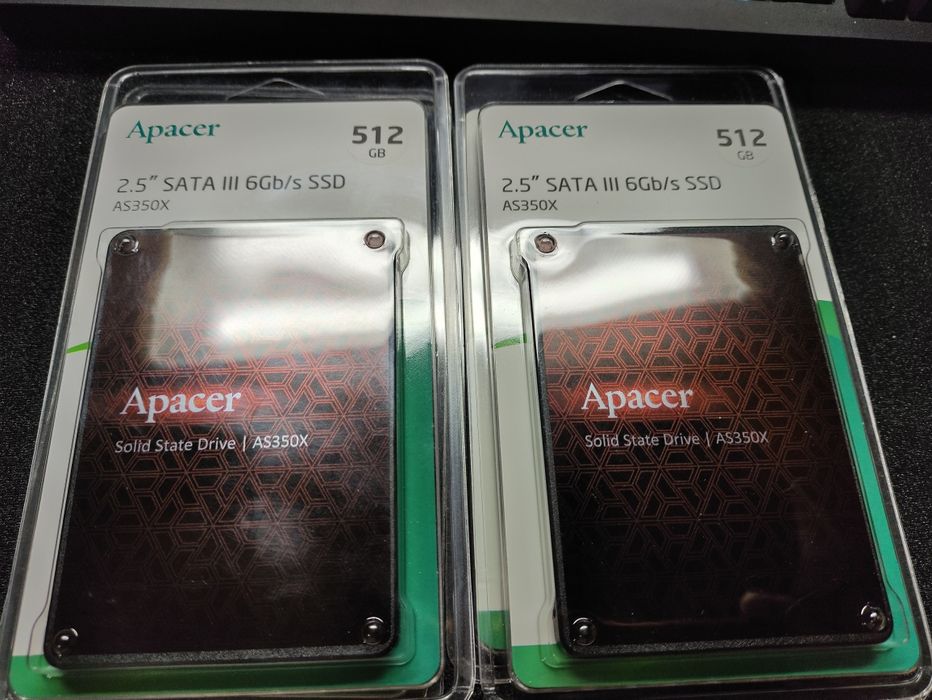 Apacer
512
GB
2.5" SATA III 6Gb/s SSD
AS350X
Apacer
Solid State Drive | AS350X
Apacer
512
GB
2.5" SATA III 6Gb/s SSD
AS350X
Apacer
Solid State Drive | AS350X